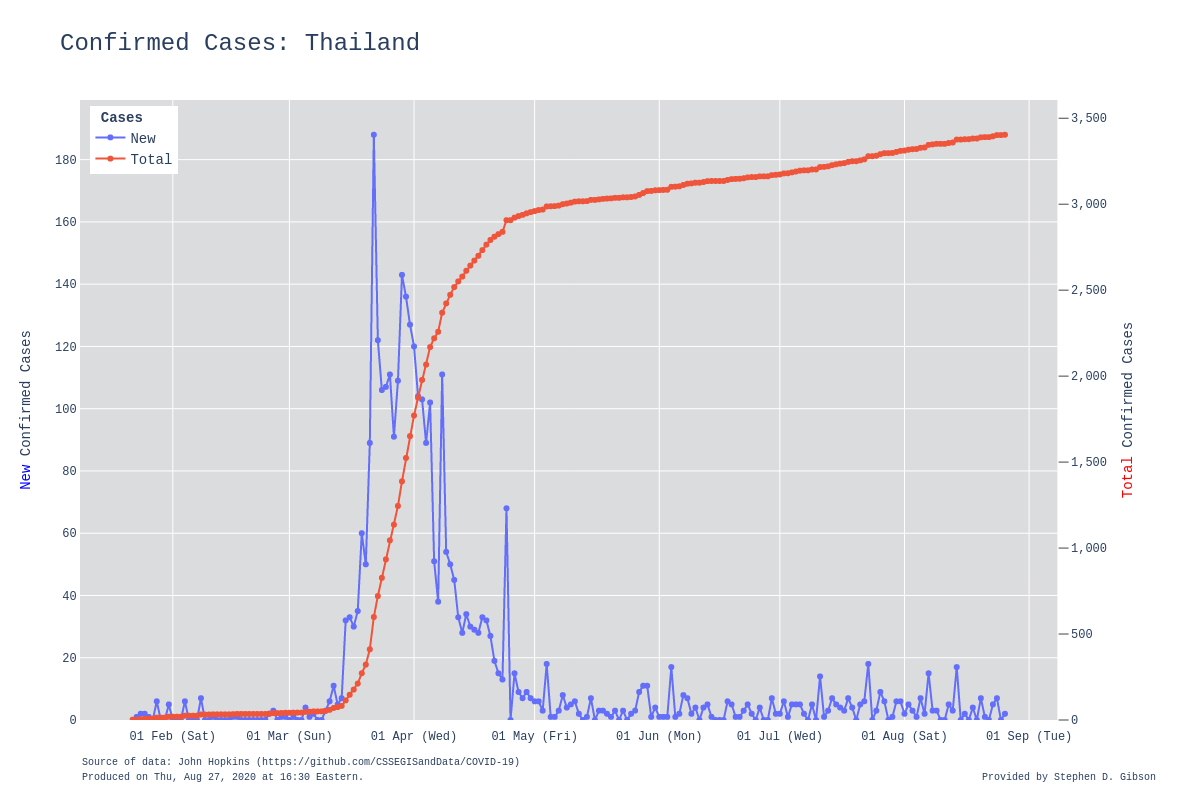 Confirmed Cases: Thailand
Cases
New
Total
180
160
140
120
100
80
60
40
20
0
3,500
3,000
2,500
2,000
1,500
1,000
500
0
New Confirmed Cases
Total Confirmed Cases
01 Feb (Sat) 01 Mar (Sun) 01 Apr (Wed) 01 May (Fri) 01 Jun (Mon) 01 Jul (Wed) 01 Aug (Sat) 01 Sep (Tue)
Source of data: John Hopkins (https://github.com/CSSEGISandData/COVID-19)
Produced on Thu, Aug 27, 2020 at 16:30 Eastern.
Provided by Stephen D. Gibson